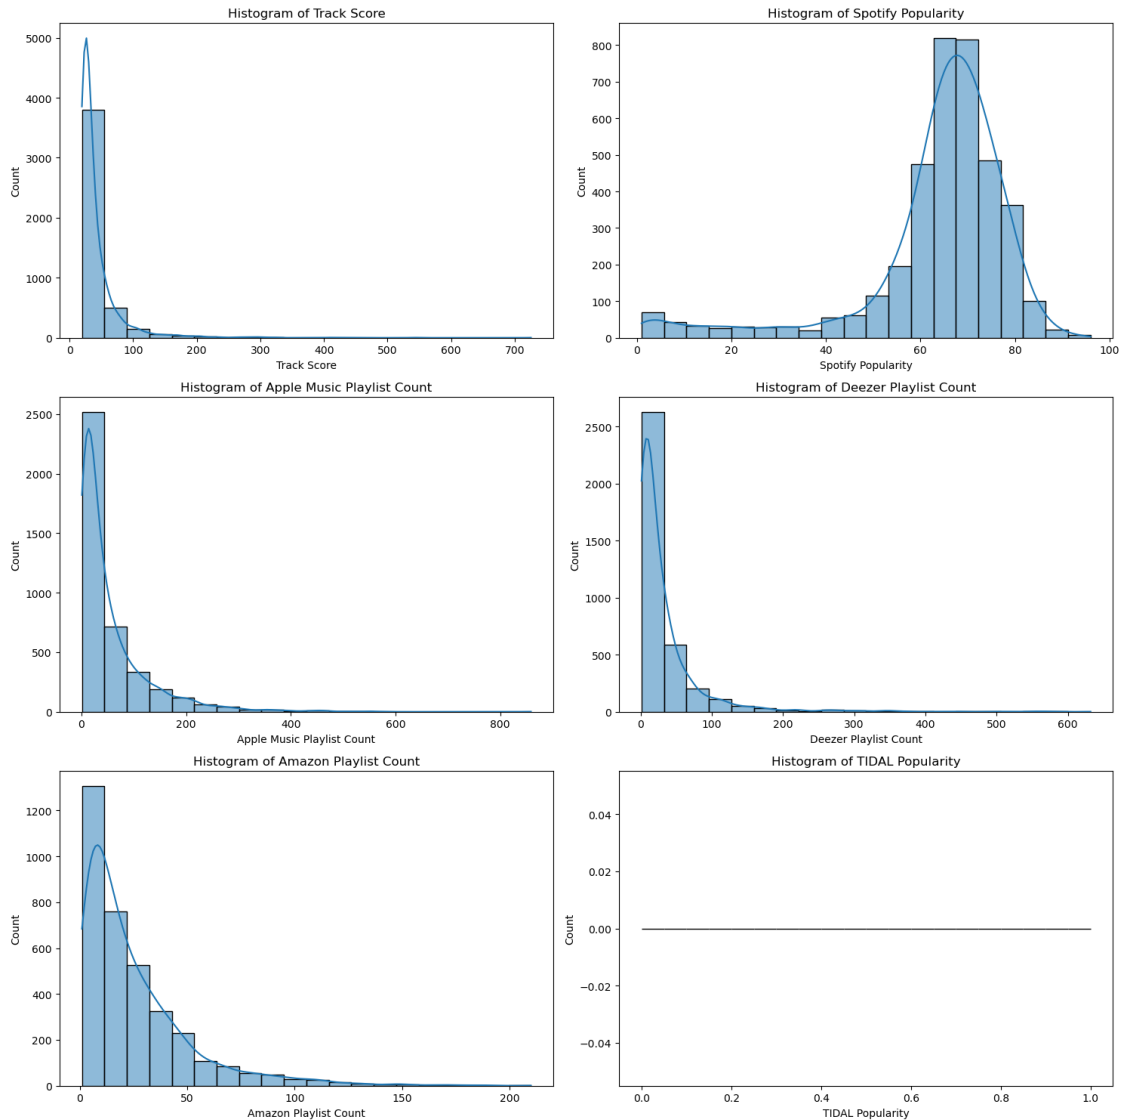 Histogram of Track Score
Count
5000
4000
3000
2000
1000
0
0 100 200 300 400 500 600 700
Track Score
Histogram of Spotify Popularity
Count
800
700
600
500
400
300
200
100
0
0 20 40 60 80 100
Spotify Popularity
Histogram of Apple Music Playlist Count
Count
2500
2000
1500
1000
500
0
0 200 400 600 800
Apple Music Playlist Count
Histogram of Deezer Playlist Count
Count
2500
2000
1500
1000
500
0
0 100 200 300 400 500 600
Deezer Playlist Count
Histogram of Amazon Playlist Count
Count
1200
1000
800
600
400
200
0
0 50 100 150 200
Amazon Playlist Count
Histogram of TIDAL Popularity
Count
0.04
0.02
0.00
−0.02
−0.04
0.0 0.2 0.4 0.6 0.8 1.0
TIDAL Popularity